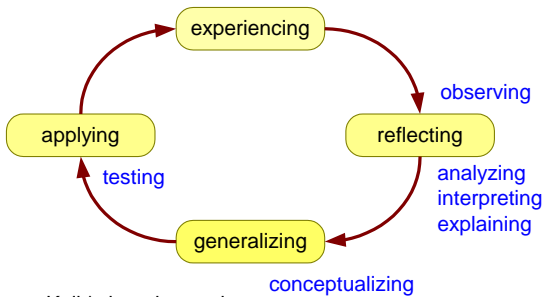 experiencing
observing
applying
reflecting
testing
analyzing
interpreting
explaining
generalizing
conceptualizing